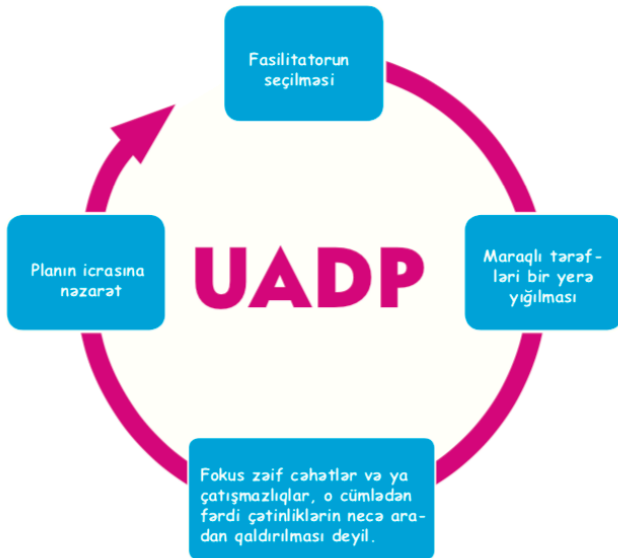 Fasilitatorun
seçilməsi
Planın icrasına
nəzarət
UADP
Maraqlı tərəf-
ləri bir yerə
yığılması
Fokus zəif cəhətlər və ya
çatışmazlıqlar, o cümlədən
fərdi çətinliklərin necə ara-
dan qaldırılması deyil.